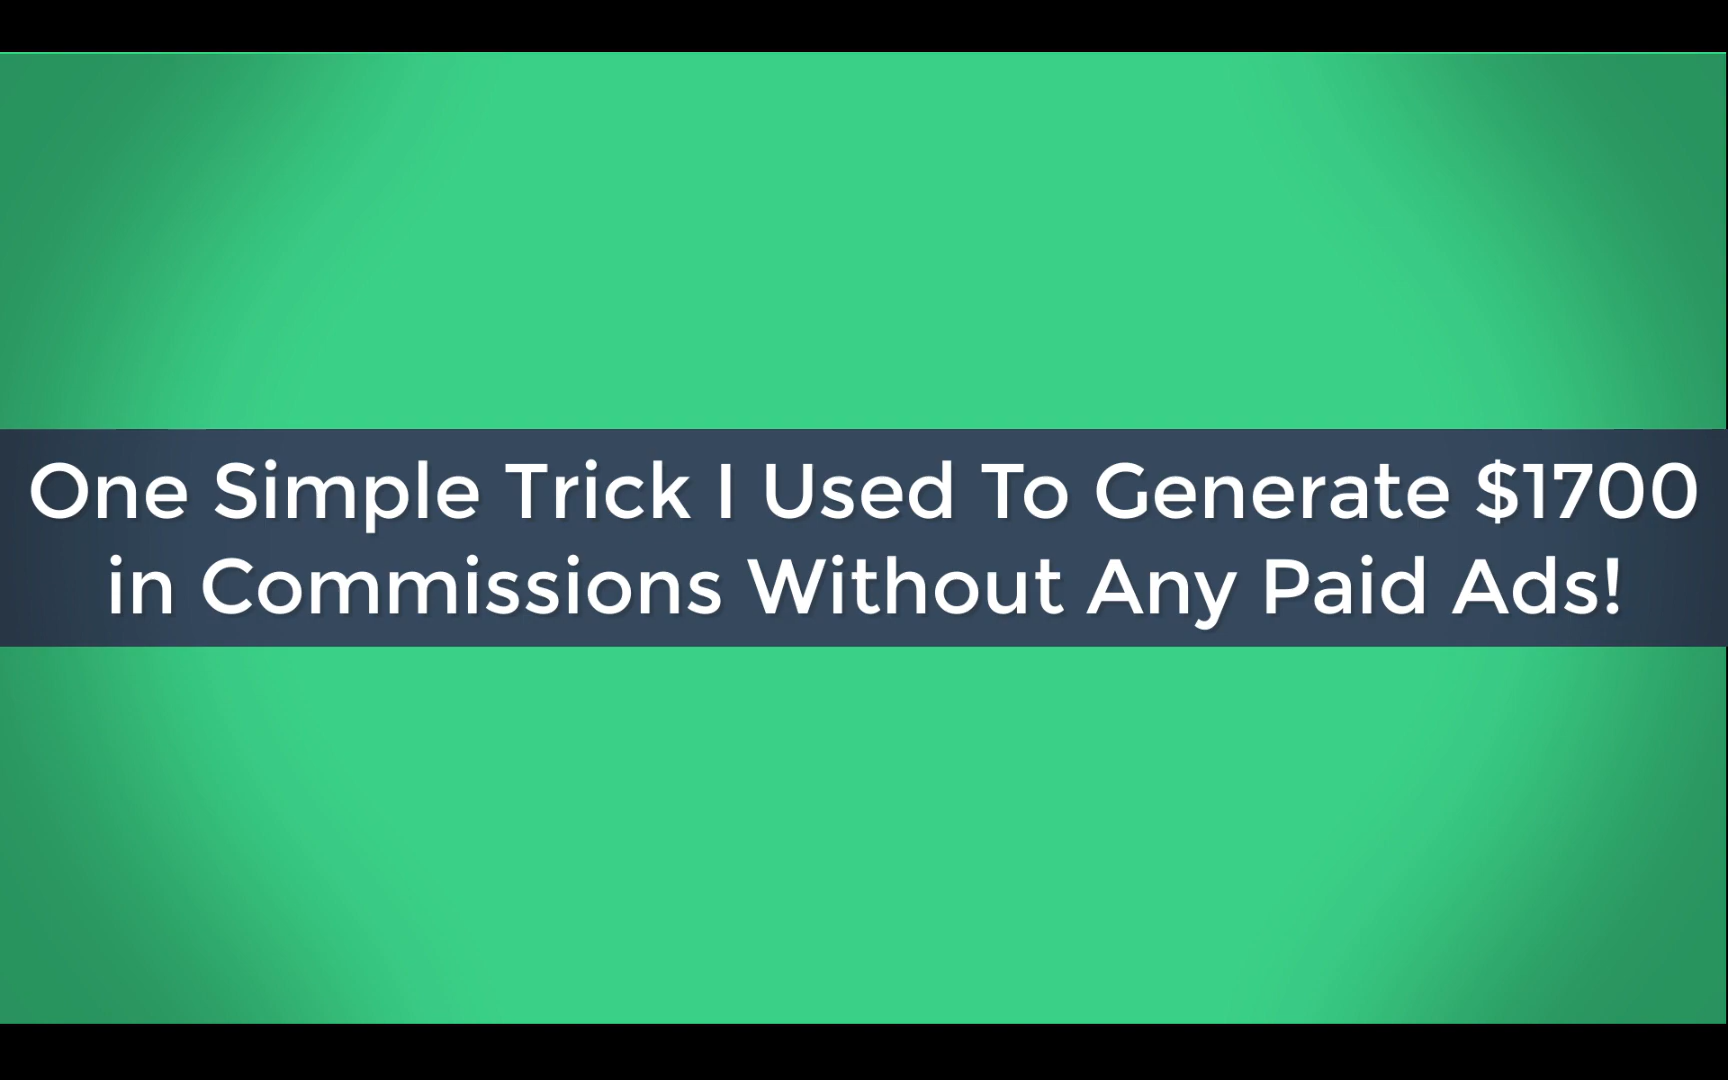 One Simple Trick I Used To Generate $1700
in Commissions Without Any Paid Ads!